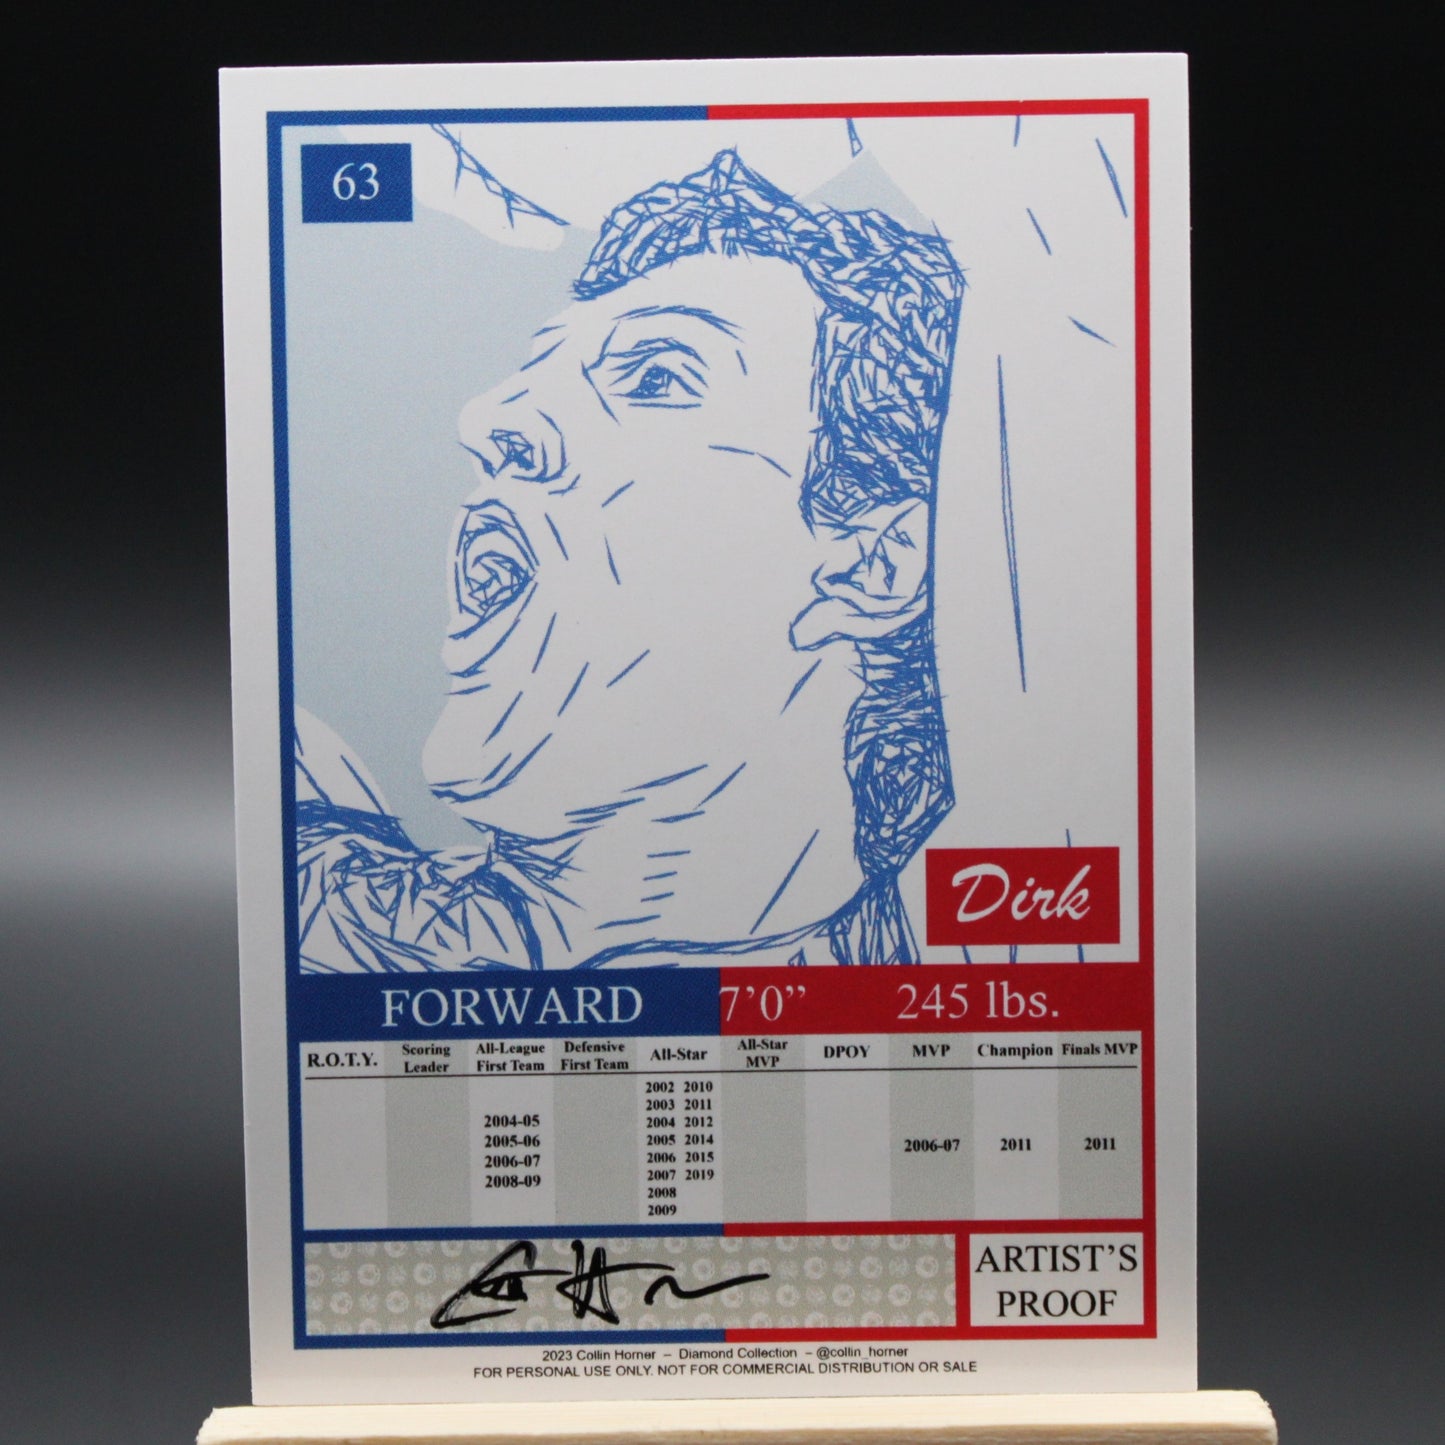 63
Dirk
FORWARD 7’0” 245 lbs.
R.O.T.Y. Scoring Leader All-League First Team Defensive First Team All-Star All-Star MVP DPOY MVP Champion Finals MVP
2004-05
2005-06
2006-07
2008-09
2002 2010
2003 2011
2004 2012
2005 2014
2006 2015
2007 2019
2008
2009
2006-07
2011
2011
ARTIST’S
PROOF
2023 Collin Horner – Diamond Collection – @collin_horner
FOR PERSONAL USE ONLY. NOT FOR COMMERCIAL DISTRIBUTION OR SALE